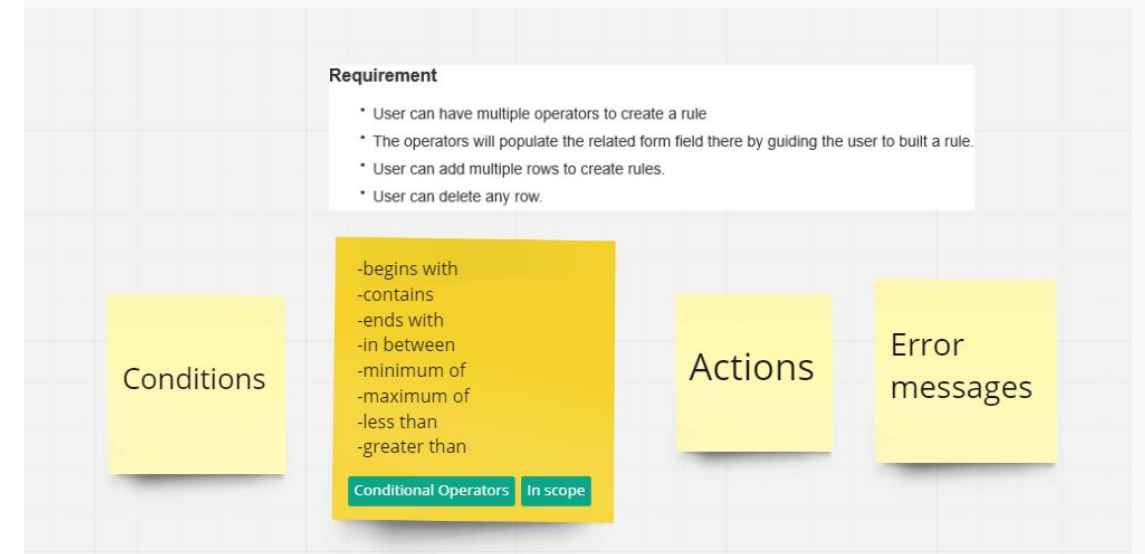 Requirement
* User can have multiple operators to create a rule
* The operators will populate the related form field there by guiding the user to built a rule.
* User can add multiple rows to create rules.
* User can delete any row.
Conditions
-begins with
-contains
-ends with
-in between
-minimum of
-maximum of
-less than
-greater than
Conditional Operators In scope
Actions
Error
messages